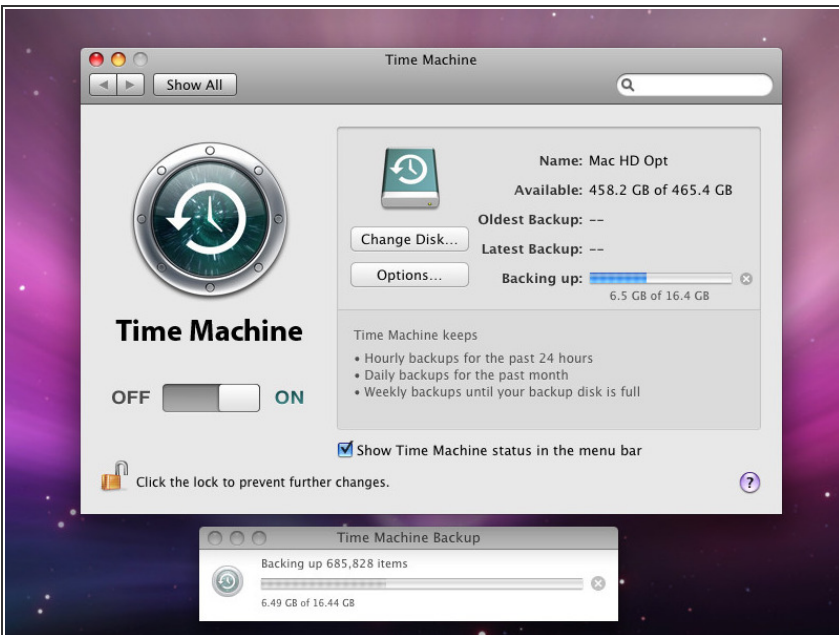 Time Machine
Show All
Name: Mac HD Opt
Available: 458.2 GB of 465.4 GB
Oldest Backup: --
Change Disk...
Latest Backup: --
Options...
Backing up:
6.5 GB of 16.4 GB
Time Machine
Time Machine keeps
• Hourly backups for the past 24 hours
• Daily backups for the past month
• Weekly backups until your backup disk is full
OFF ON
Show Time Machine status in the menu bar
Click the lock to prevent further changes.
?
Time Machine Backup
Backing up 685,828 items
6.49 GB of 16.44 GB